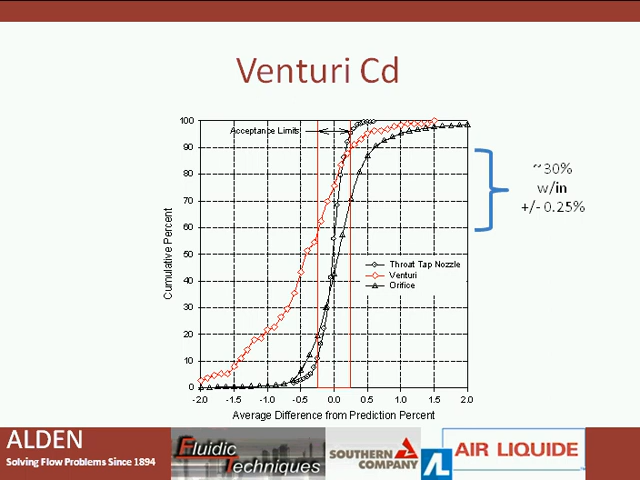 Venturi Cd
100
90
80
70
60
50
40
30
20
10
0
Cumulative Percent
Acceptance Limits
Throat Tap Nozzle
Venturi
Orifice
-2.0 -1.5 -1.0 -0.5 0.0 0.5 1.0 1.5 2.0
Average Difference from Prediction Percent
~30%
w/in
+/- 0.25%
ALDEN
Solving Flow Problems Since 1894
Fluidic
Techniques
SOUTHERN
COMPANY
AL
AIR LIQUIDE